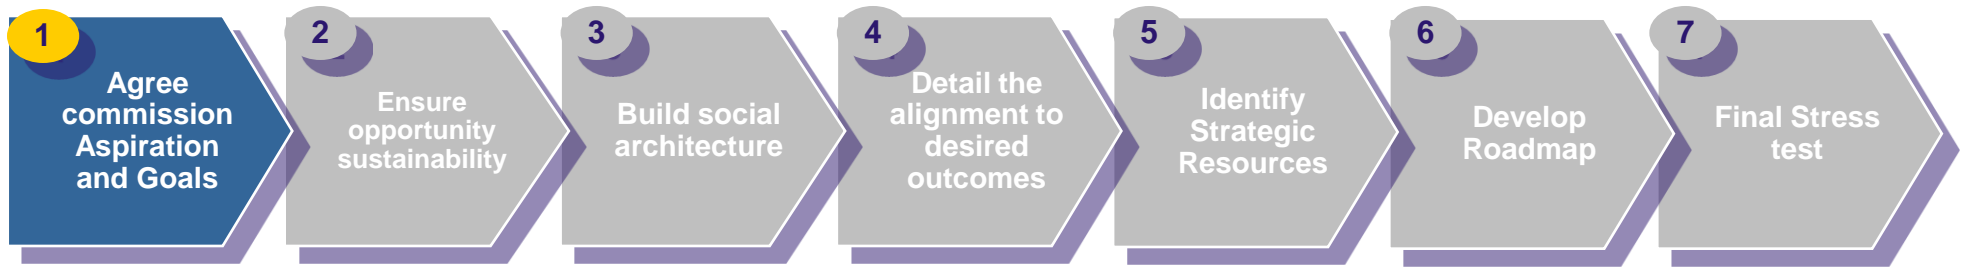 1
Agree
commission
Aspiration
and Goals
2
Ensure
opportunity
sustainability
3
Build social
architecture
4
Detail the
alignment to
desired
outcomes
5
Identify
Strategic
Resources
6
Develop
Roadmap
7
Final Stress
test